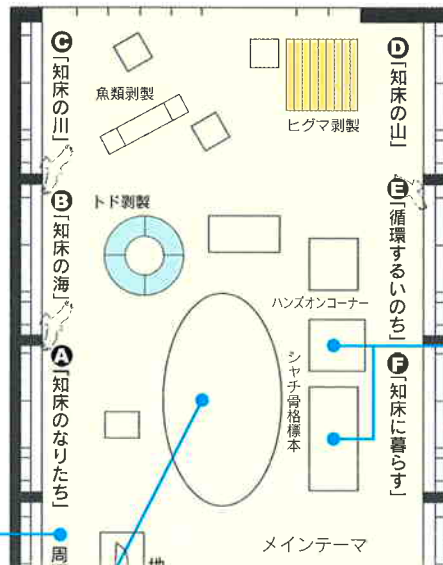 C「知床の川」
D「知床の山」
魚類剥製
ヒグマ剥製
B「知床の海」
トド剥製
E「循環するいのち」
ハンズオンコーナー
シャチ骨格標本
A「知床のなりたち」
F「知床に暮らす」
メインテーマ
周